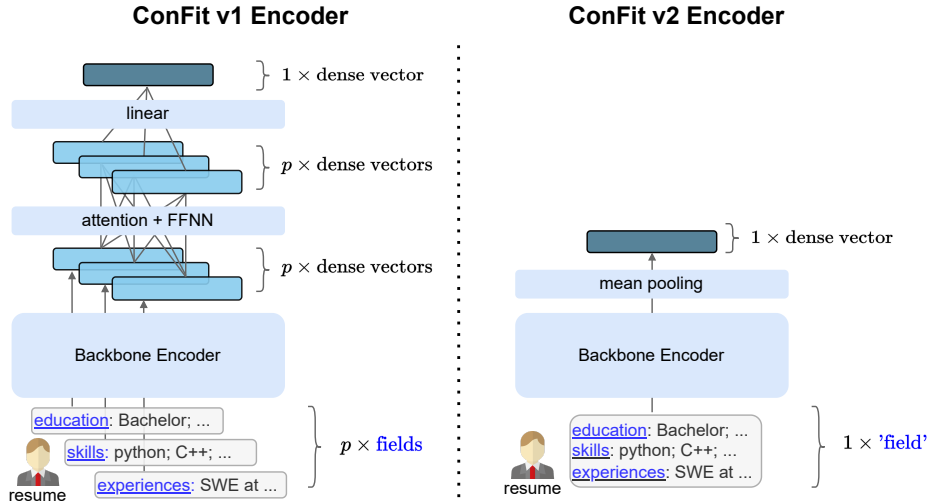 ConFit v1 Encoder
1 × dense vector
linear
p × dense vectors
attention + FFNN
p × dense vectors
Backbone Encoder
education: Bachelor; ...
skills: python; C++; ...
experiences: SWE at ...
resume
p × fields
ConFit v2 Encoder
1 × dense vector
mean pooling
Backbone Encoder
education: Bachelor; ...
skills: python; C++; ...
experiences: SWE at ...
resume
1 × 'field'